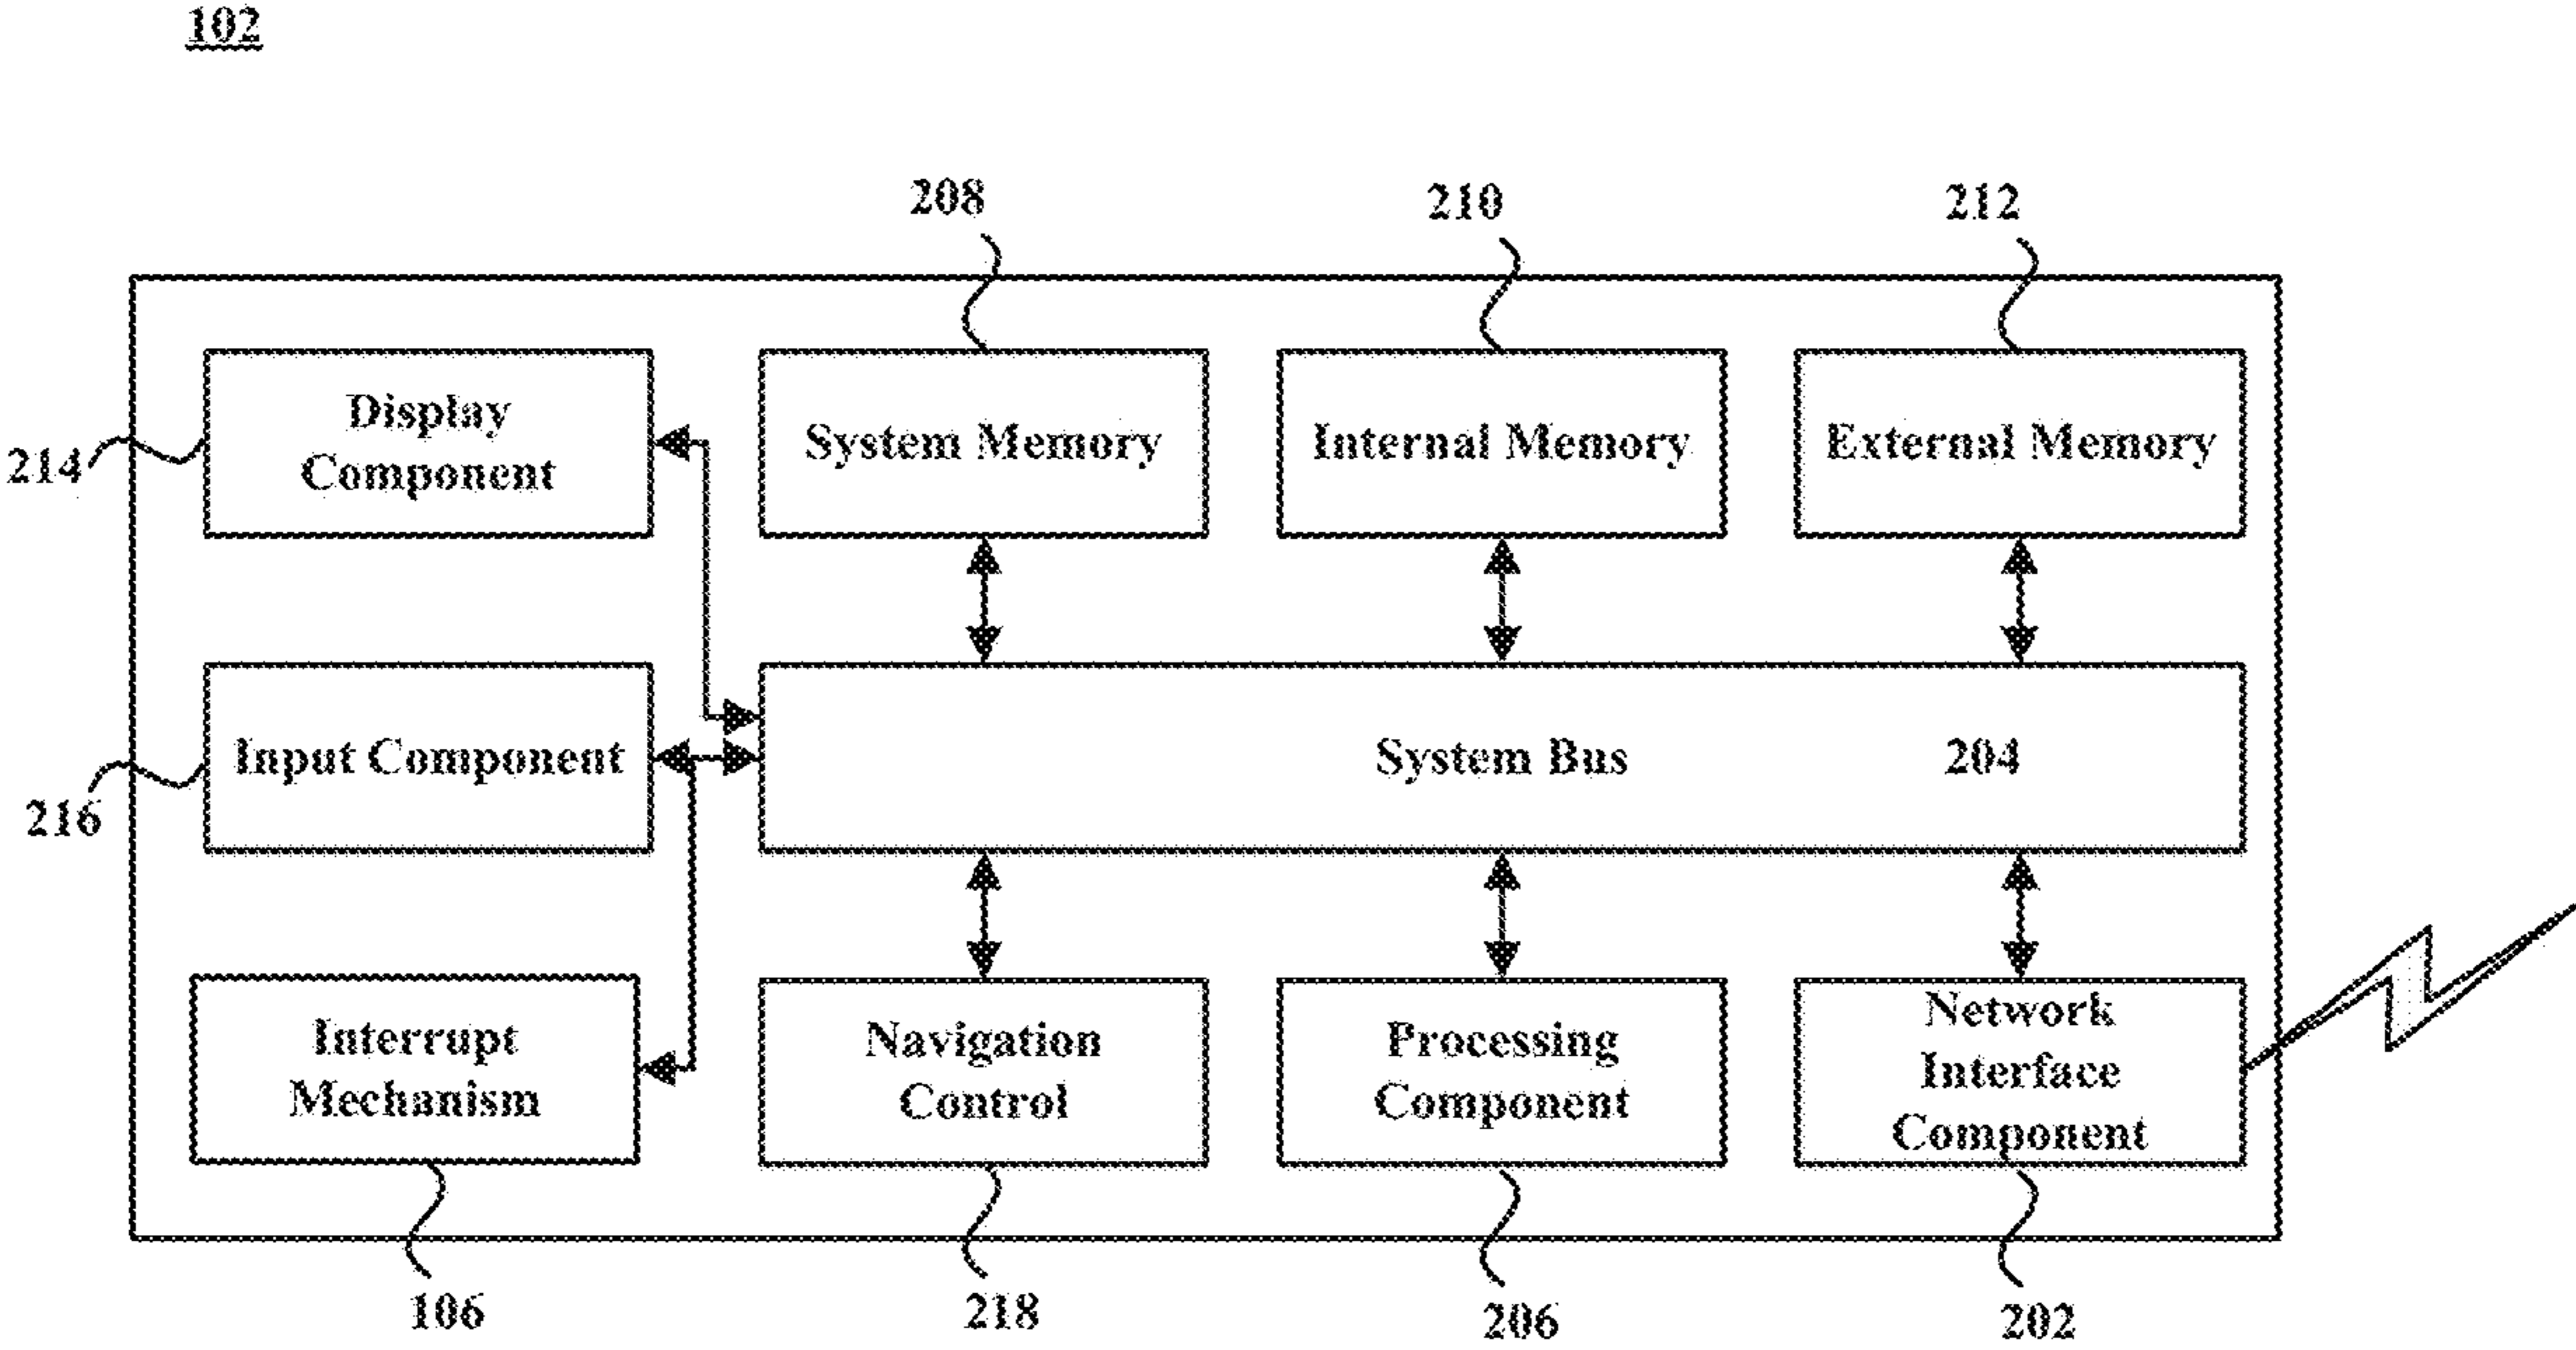 102
208
210
212
Display
Component
System Memory
Internal Memory
External Memory
214
Input Component
System Bus
204
216
Interrupt
Mechanism
Navigation
Control
Processing
Component
Network
Interface
Component
106
218
206
202